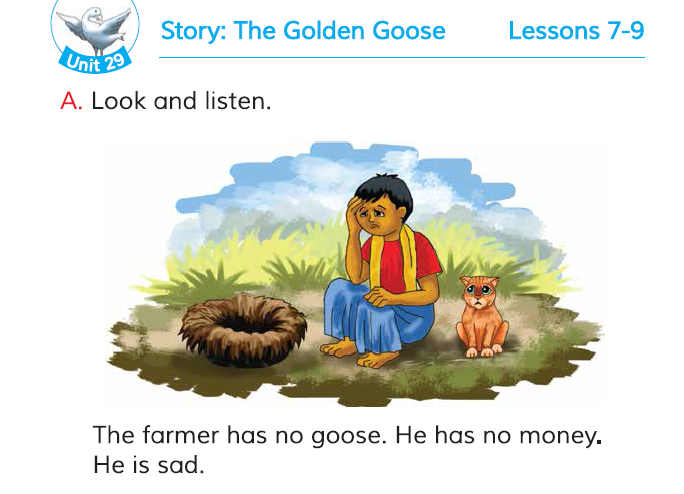 Story: The Golden Goose Lessons 7-9
Unit 29
A. Look and listen.
The farmer has no goose. He has no money.
He is sad.